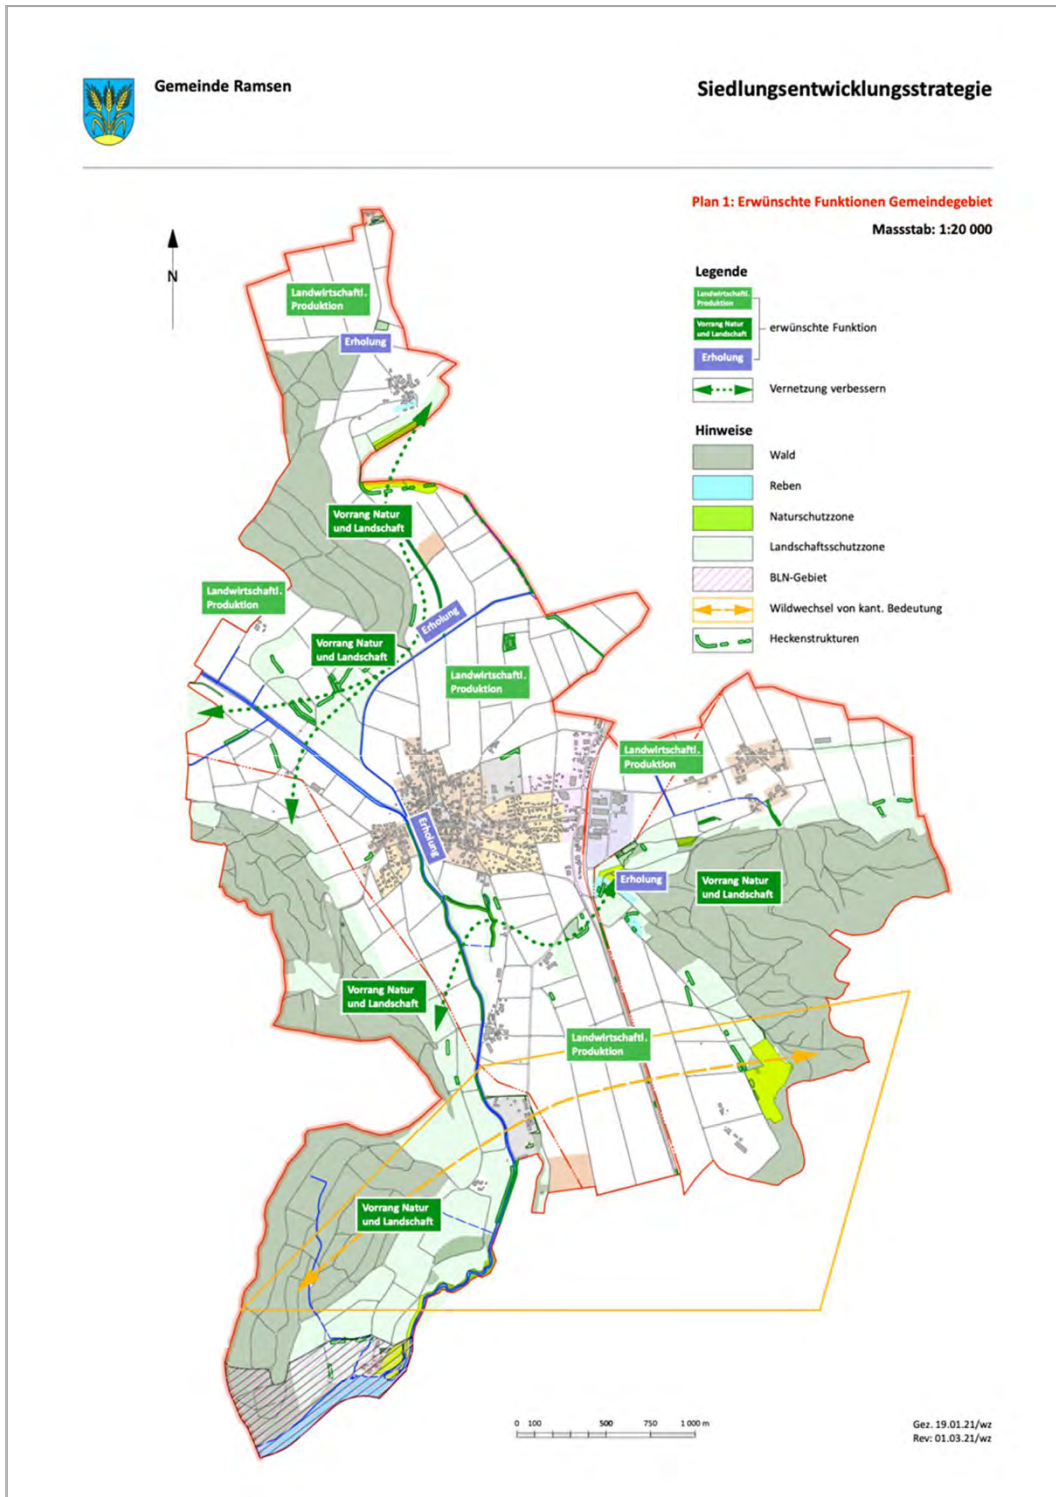 Gemeinde Ramsen
Siedlungsentwicklungsstrategie
Plan 1: Erwünschte Funktionen Gemeindegebiet
Massstab: 1:20 000
N
Legende
Landwirtschaftl.
Produktion
Vorrang Natur
und Landschaft
erwünschte Funktion
Erholung
Vernetzung verbessern
Hinweise
Wald
Reben
Naturschutzzone
Landschaftsschutzzone
BLN-Gebiet
Wildwechsel von kant. Bedeutung
Heckenstrukturen
Landwirtschaftl.
Produktion
Erholung
Vorrang Natur
und Landschaft
Landwirtschaftl.
Produktion
Erholung
Vorrang Natur
und Landschaft
Landwirtschaftl.
Produktion
Landwirtschaftl.
Produktion
Erholung
Erholung
Vorrang Natur
und Landschaft
Vorrang Natur
und Landschaft
Landwirtschaftl.
Produktion
Vorrang Natur
und Landschaft
0 100 500 750 1 000 m
Gez. 19.01.21/wz
Rev: 01.03.21/wz